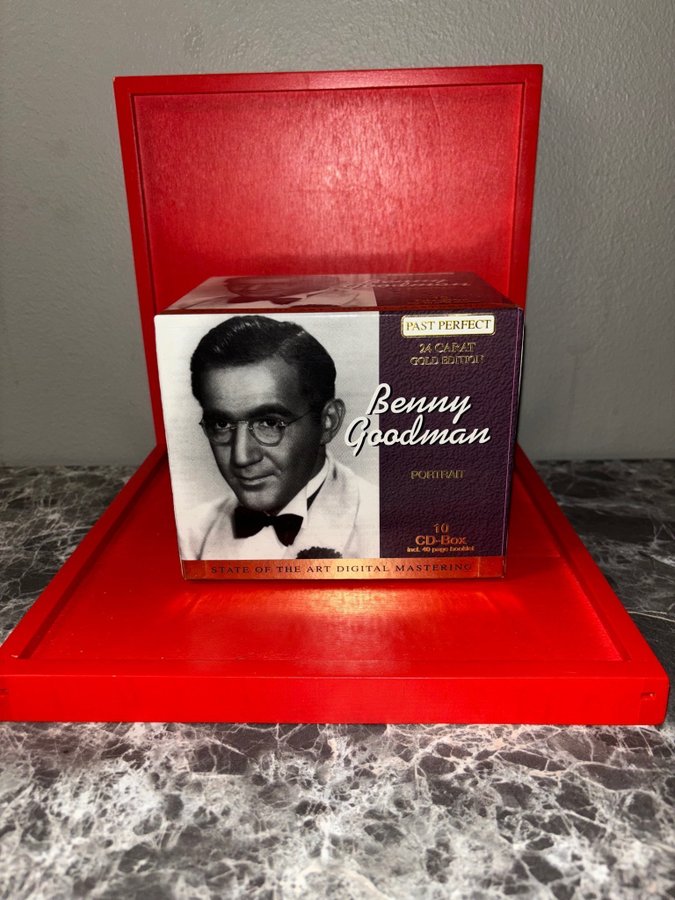 PAST PERFECT
24 CARAT
GOLD EDITION
Benny
Goodman
PORTRAIT
10
CD-Box
incl. 40 page booklet
STATE OF THE ART DIGITAL MASTERING